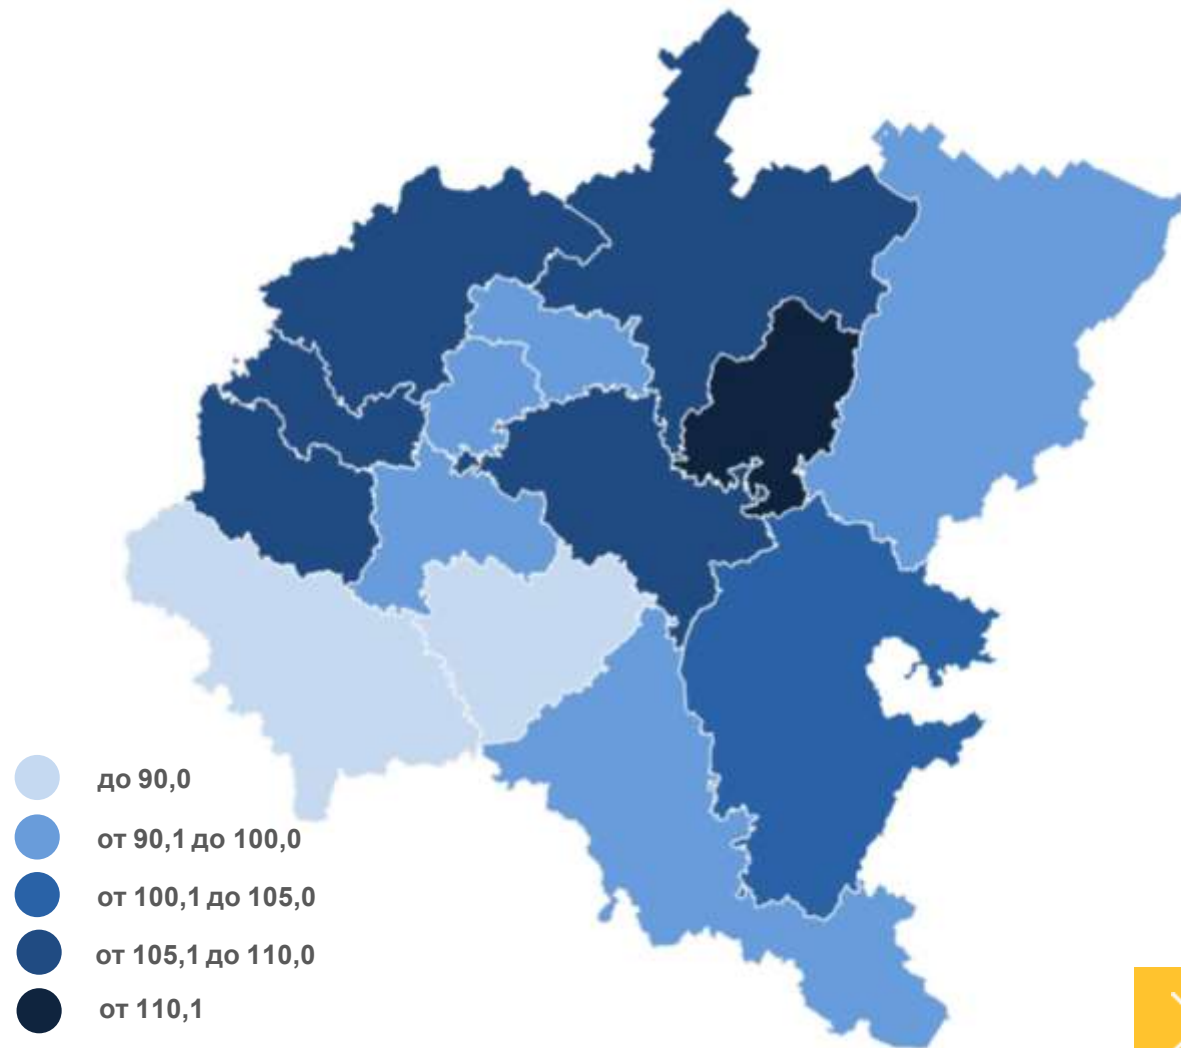 до 90,0
от 90,1 до 100,0
от 100,1 до 105,0
от 105,1 до 110,0
от 110,1